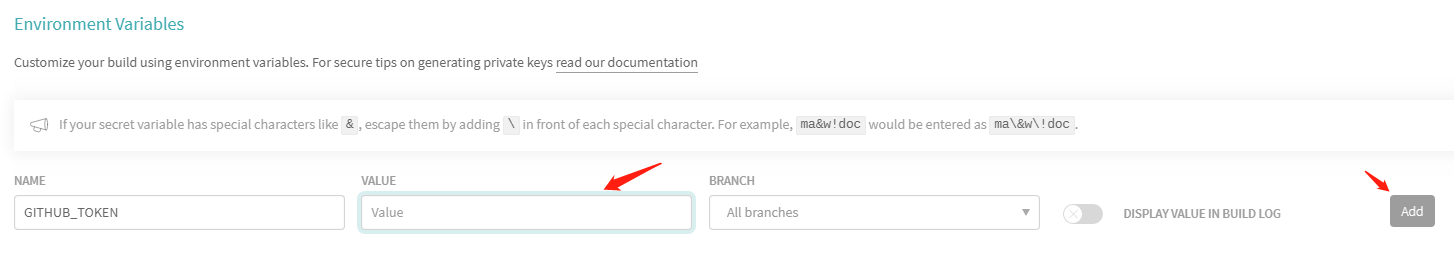 Environment Variables
Customize your build using environment variables. For secure tips on generating private keys read our documentation
If your secret variable has special characters like & , escape them by adding \ in front of each special character. For example, ma&w!doc would be entered as ma\&w\!doc .
NAME VALUE BRANCH
GITHUB_TOKEN Value All branches DISPLAY VALUE IN BUILD LOG Add